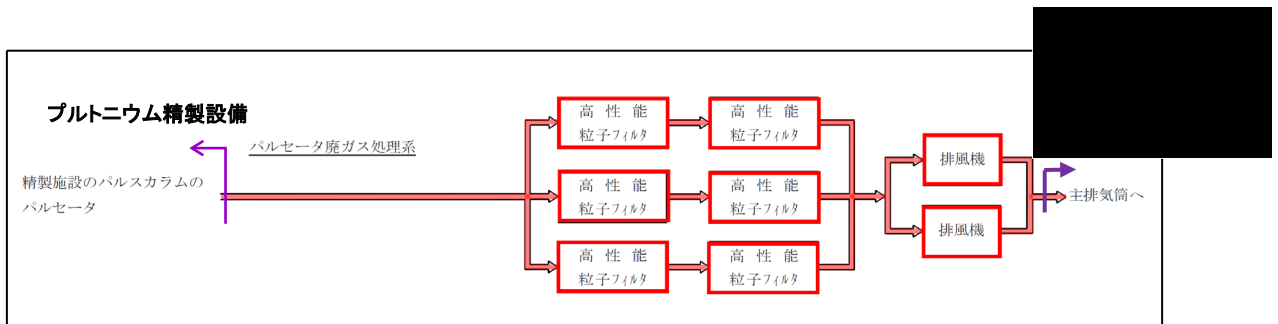 プルトニウム精製設備
パルセータ廃ガス処理系
精製施設のパルスカラムの
パルセータ
高 性 能
粒子フィルタ
高 性 能
粒子フィルタ
高 性 能
粒子フィルタ
高 性 能
粒子フィルタ
高 性 能
粒子フィルタ
高 性 能
粒子フィルタ
排風機
排風機
主排気筒へ